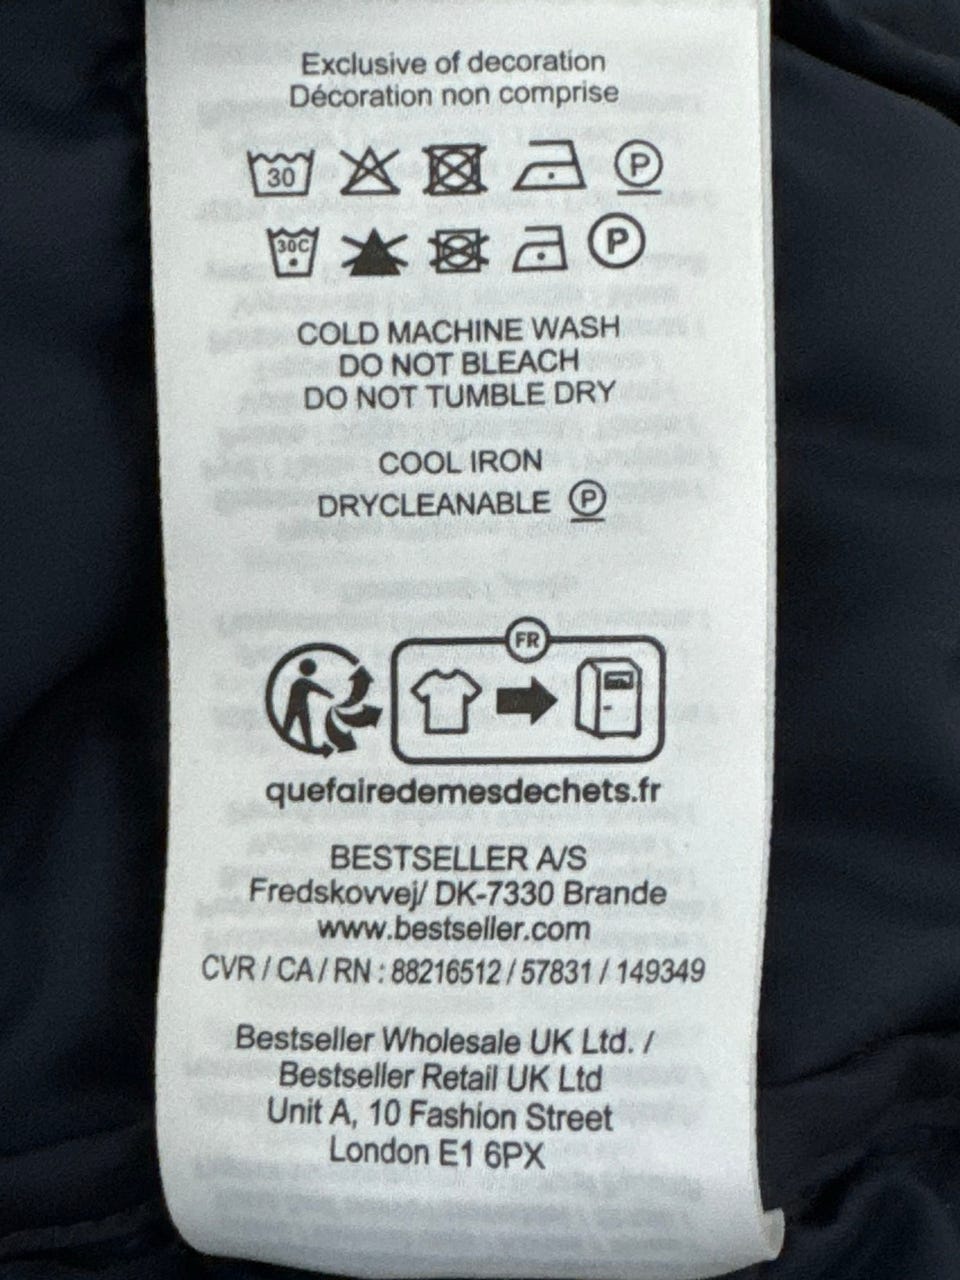 Exclusive of decoration
Décoration non comprise
30 P
30C P
COLD MACHINE WASH
DO NOT BLEACH
DO NOT TUMBLE DRY
COOL IRON
DRYCLEANABLE P
FR
quefairedemesdechets.fr
BESTSELLER A/S
Fredskovvej/ DK-7330 Brande
www.bestseller.com
CVR / CA / RN : 88216512 / 57831 / 149349
Bestseller Wholesale UK Ltd. /
Bestseller Retail UK Ltd
Unit A, 10 Fashion Street
London E1 6PX